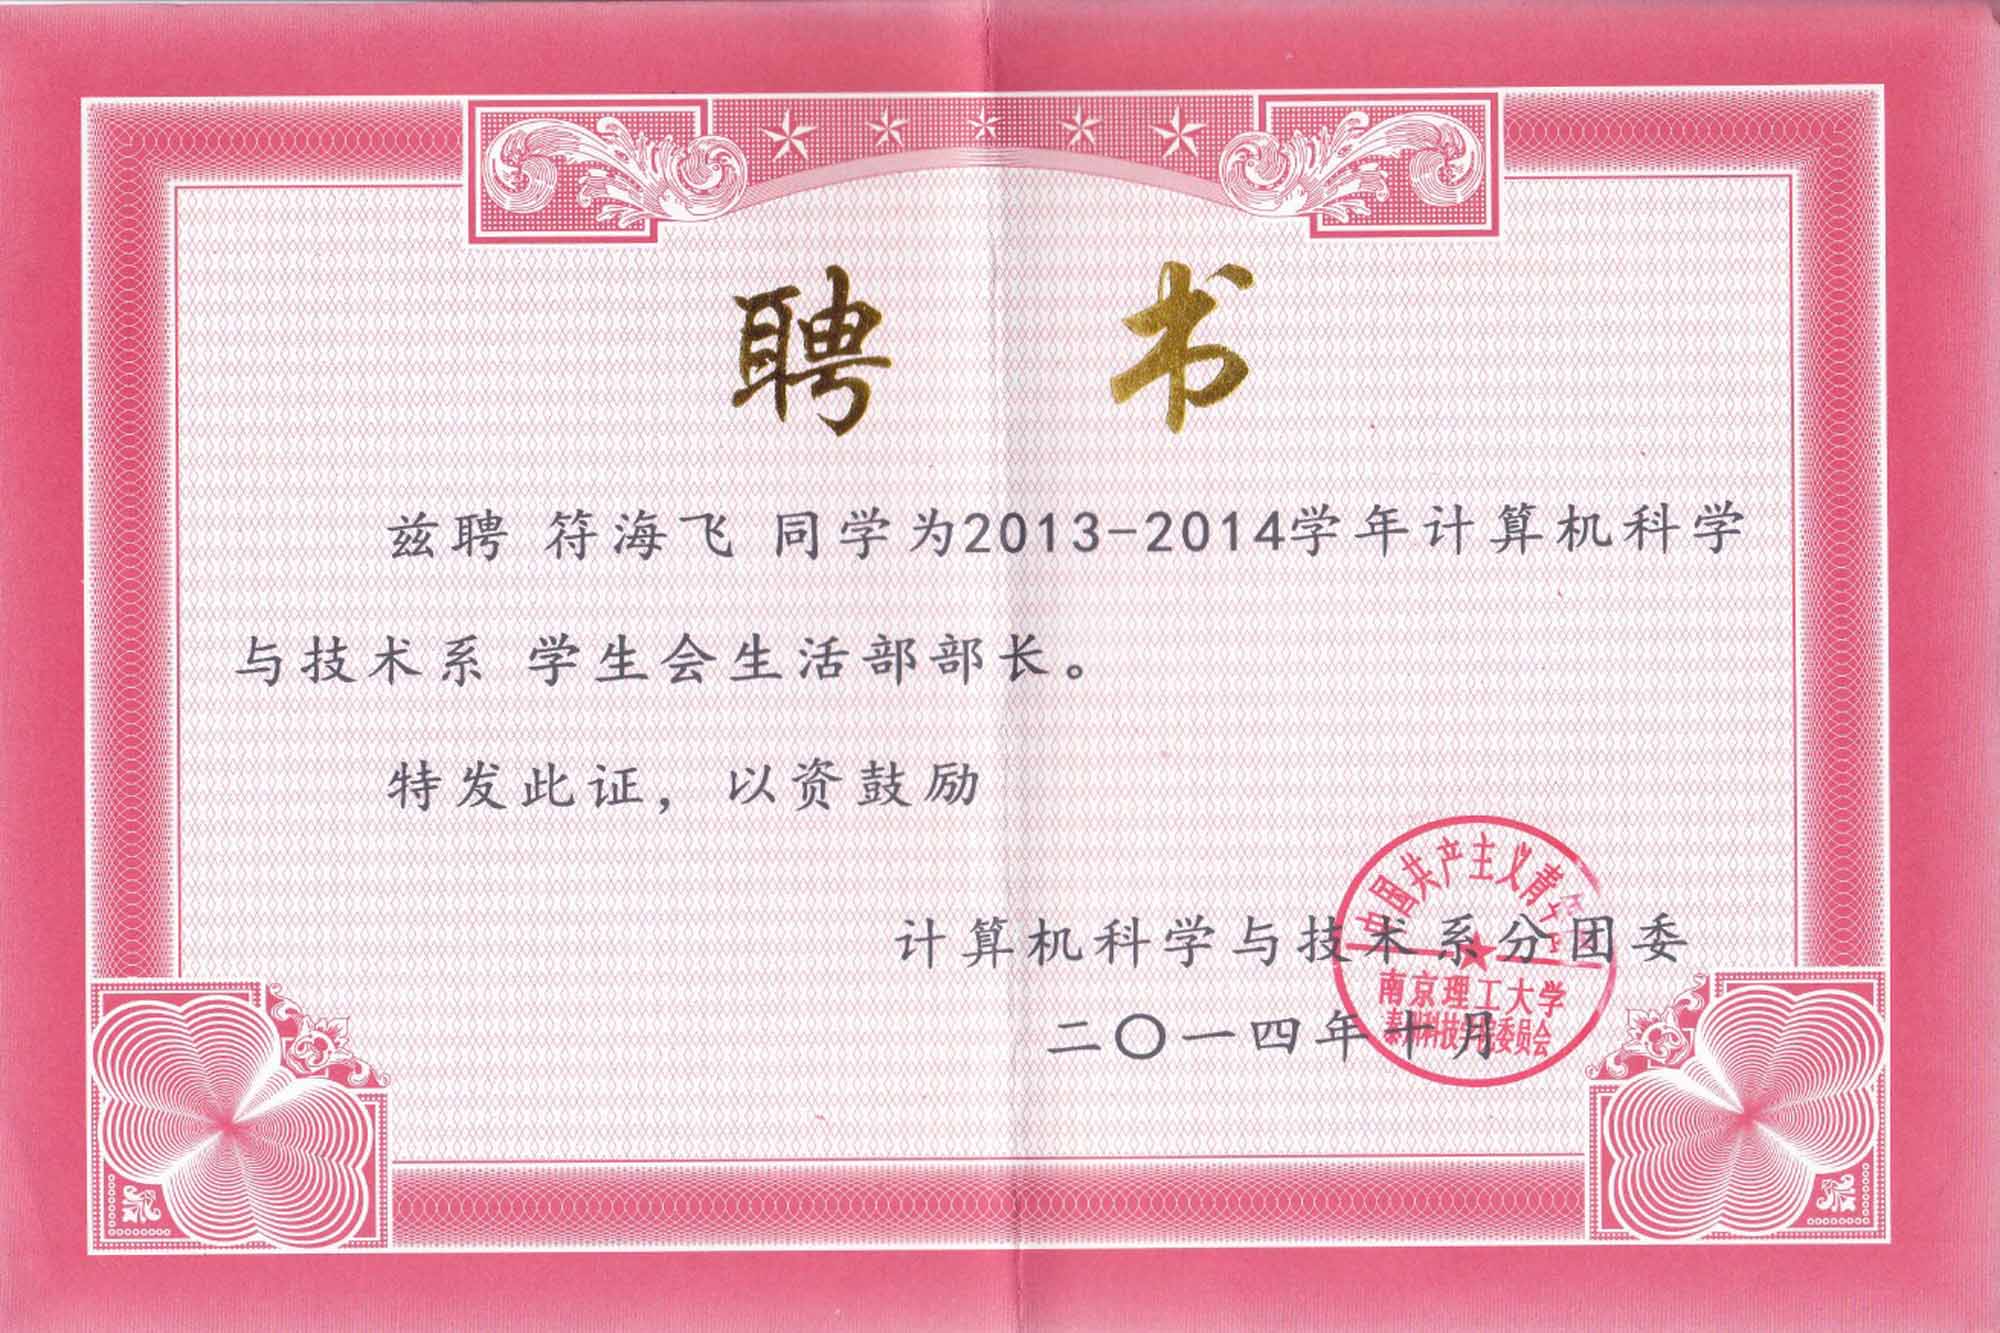 聘 书
兹聘 符海飞 同学为2013-2014学年计算机科学
与技术系 学生会生活部部长。
特发此证，以资鼓励
计算机科学与技术系分团委
二〇一四年十月
中国共产主义青年团
南京理工大学
泰州科技学院委员会